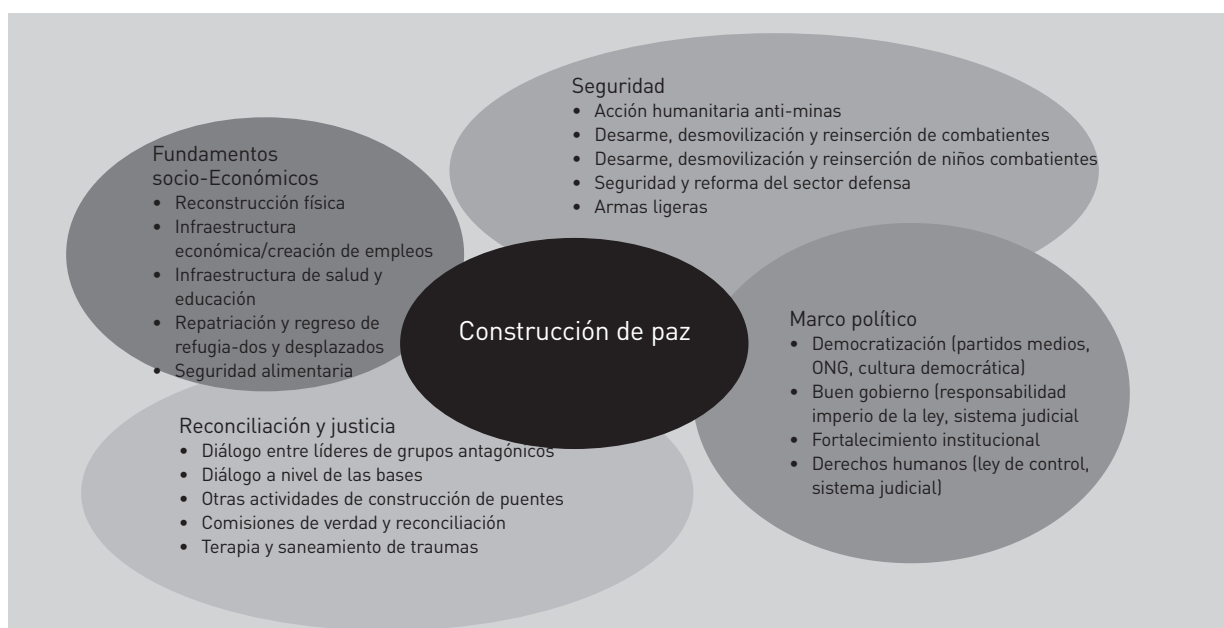 Seguridad
• Acción humanitaria anti-minas
• Desarme, desmovilización y reinserción de combatientes
• Desarme, desmovilización y reinserción de niños combatientes
• Seguridad y reforma del sector defensa
• Armas ligeras
Fundamentos
socio-Económicos
• Reconstrucción física
• Infraestructura
económica/creación de empleos
• Infraestructura de salud y
educación
• Repatriación y regreso de
refugia-dos y desplazados
• Seguridad alimentaria
Construcción de paz
Marco político
• Democratización (partidos medios,
ONG, cultura democrática)
• Buen gobierno (responsabilidad
imperio de la ley, sistema judicial
• Fortalecimiento institucional
• Derechos humanos (ley de control,
sistema judicial)
Reconciliación y justicia
• Diálogo entre líderes de grupos antagónicos
• Diálogo a nivel de las bases
• Otras actividades de construcción de puentes
• Comisiones de verdad y reconciliación
• Terapia y saneamiento de traumas